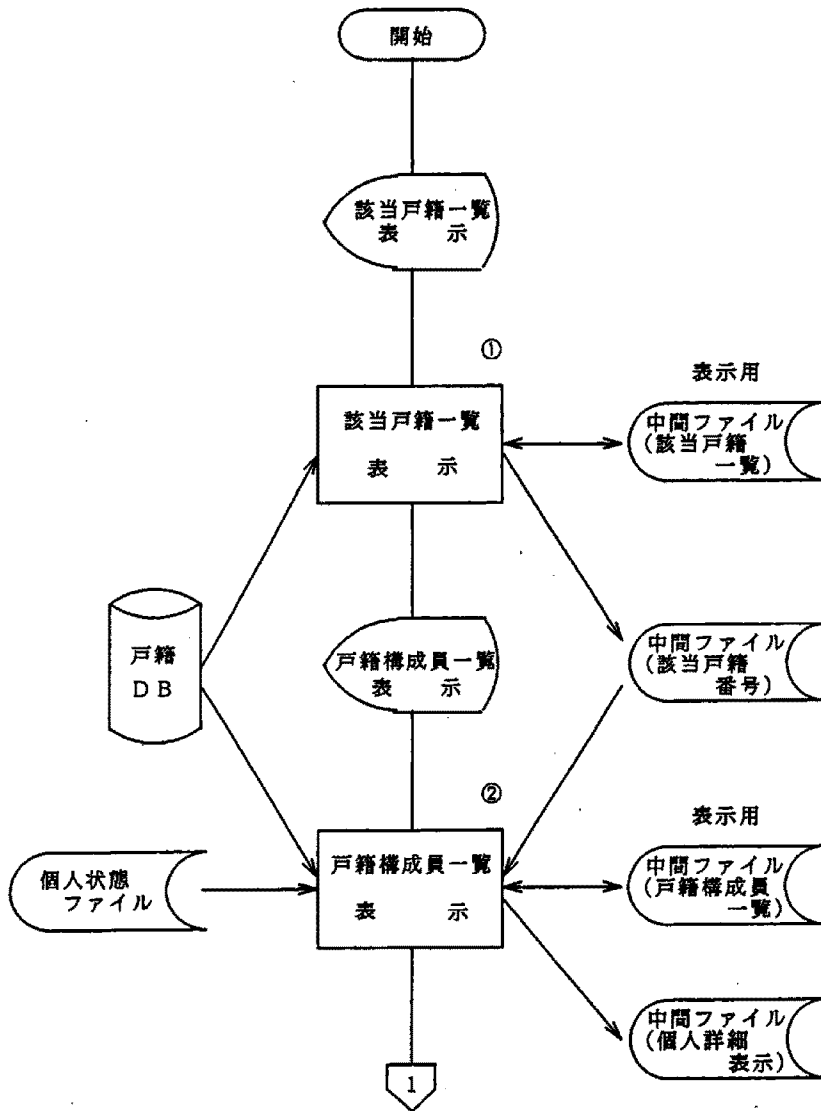 開始
該当戸籍一覧
表 示
①
該当戸籍一覧
表 示
表示用
中間ファイル
(該当戸籍
一覧)
戸籍
DB
戸籍構成員一覧
表 示
中間ファイル
(該当戸籍
番号)
②
戸籍構成員一覧
表 示
個人状態
ファイル
表示用
中間ファイル
(戸籍構成員
一覧)
中間ファイル
(個人詳細
表示)
1